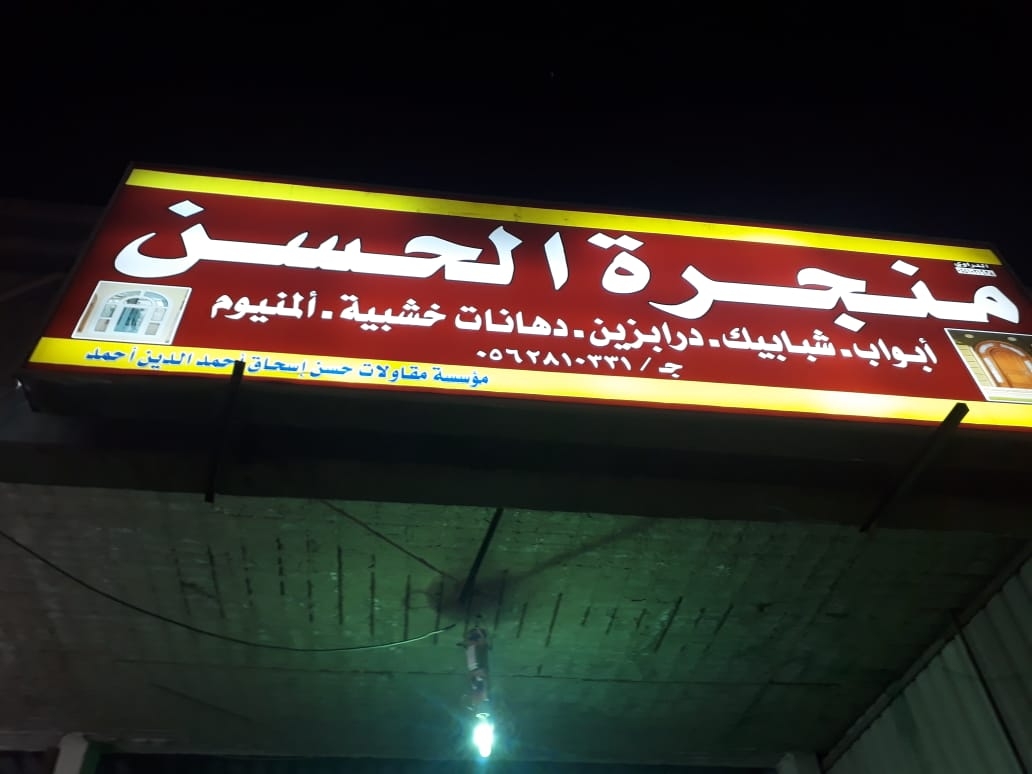 منجرة الحسن
أبواب - شبابيك - درابزين - دهانات خشبية - ألمنيوم
جـ / ٠٥٦٢٨١٠٣٣١
مؤسسة مقاولات حسن إسحاق أحمد الدين أحمد